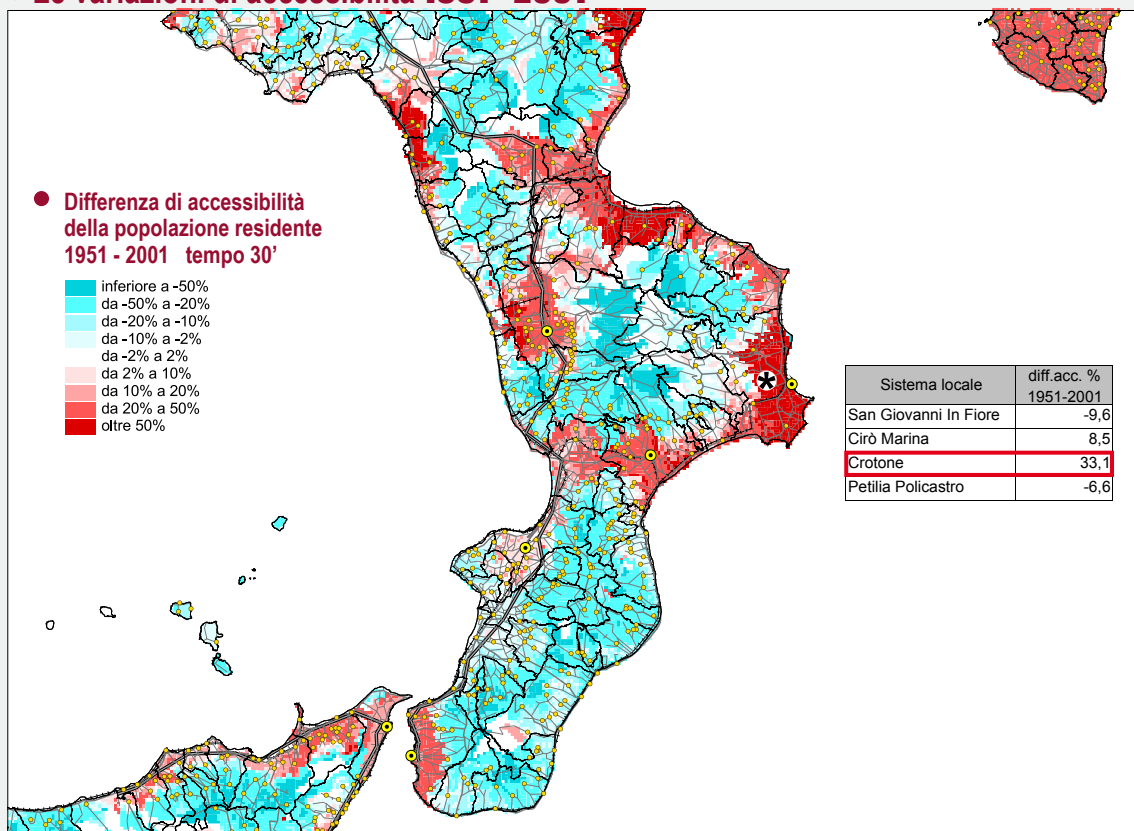 Differenza di accessibilità
della popolazione residente
1951 - 2001 tempo 30’
inferiore a -50%
da -50% a -20%
da -20% a -10%
da -10% a -2%
da -2% a 2%
da 2% a 10%
da 10% a 20%
da 20% a 50%
oltre 50%
Sistema locale diff.acc. % 1951-2001
San Giovanni In Fiore -9,6
Cirò Marina 8,5
Crotone 33,1
Petilia Policastro -6,6